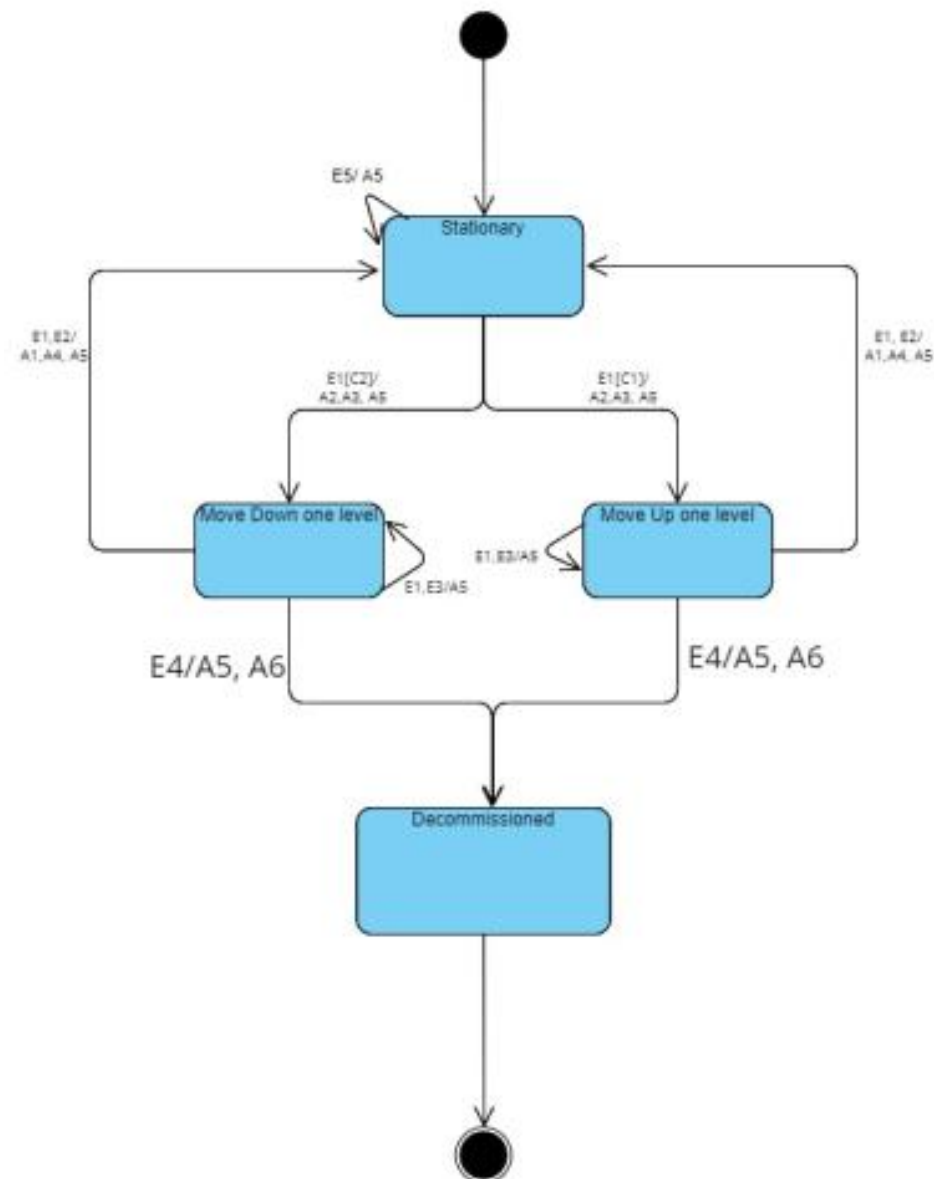 E5/ A5
Stationary
E1,E2/
A1,A4, A5
E1, E2/
A1,A4, A5
E1[C2]/
A2,A3, A5
E1[C1]/
A2,A3, A5
Move Down one level
Move Up one level
E1,E3/A5
E1,E3/A5
E4/A5, A6
E4/A5, A6
Decommissioned